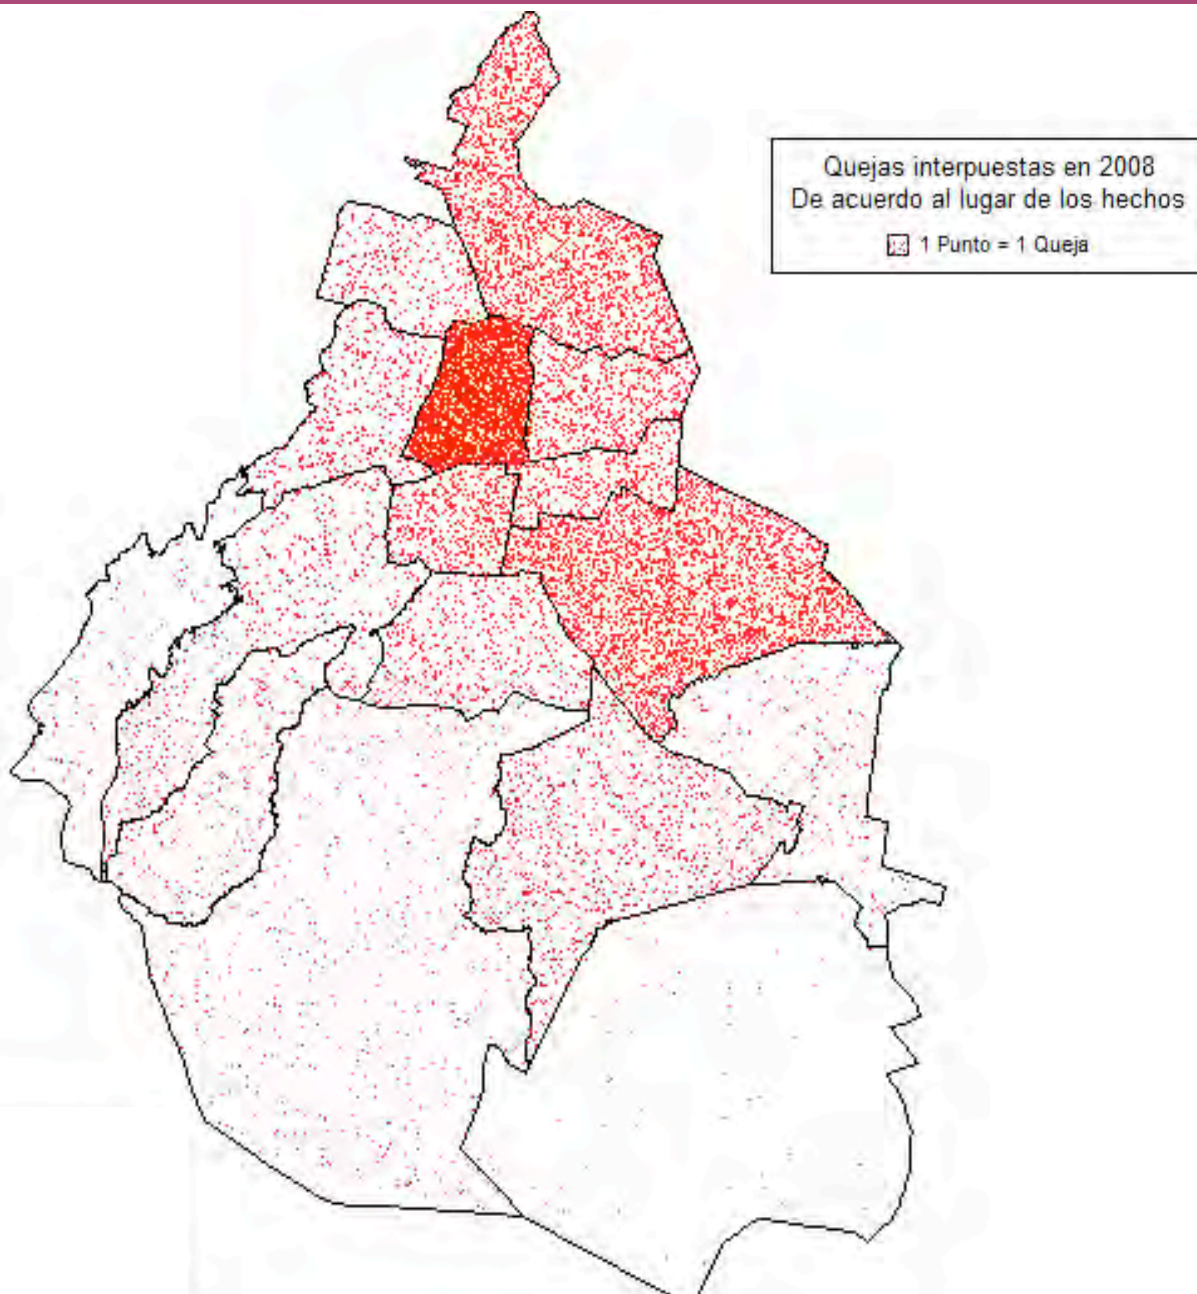 Quejas interpuestas en 2008
De acuerdo al lugar de los hechos
1 Punto = 1 Queja